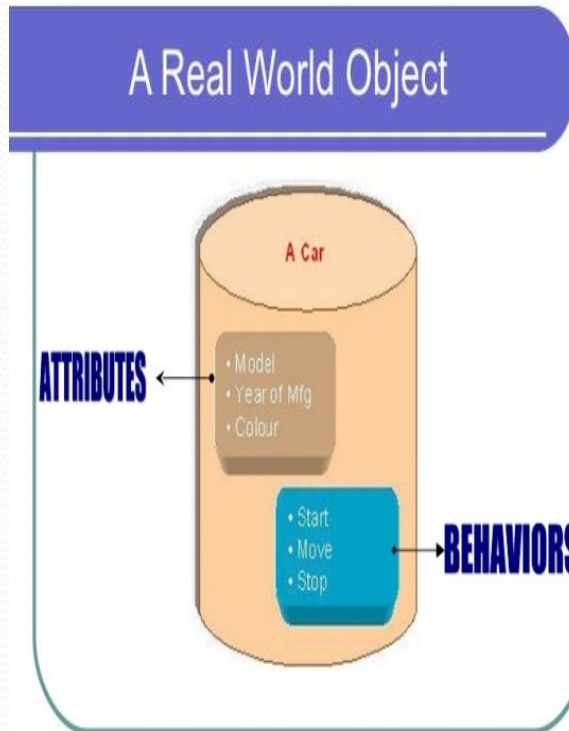 A Real World Object
A Car
ATTRIBUTES
• Model
• Year of Mfg
• Colour
• Start
• Move
• Stop
BEHAVIORS